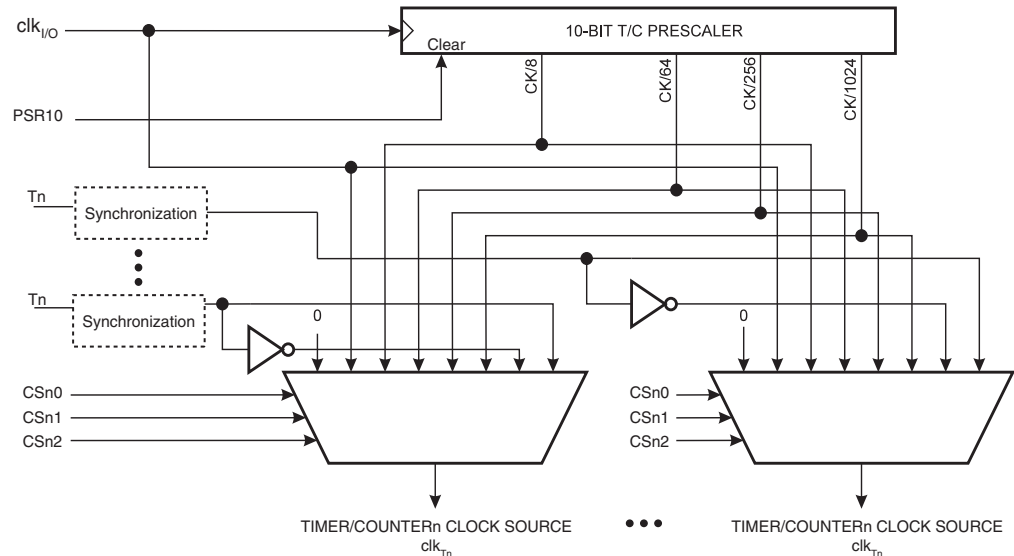 clkI/O
10-BIT T/C PRESCALER
Clear
CK/8
CK/64
CK/256
CK/1024
PSR10
Tn
Synchronization
Tn
Synchronization
0
0
CSn0
CSn1
CSn2
CSn0
CSn1
CSn2
TIMER/COUNTERn CLOCK SOURCE
clkTn
TIMER/COUNTERn CLOCK SOURCE
clkTn